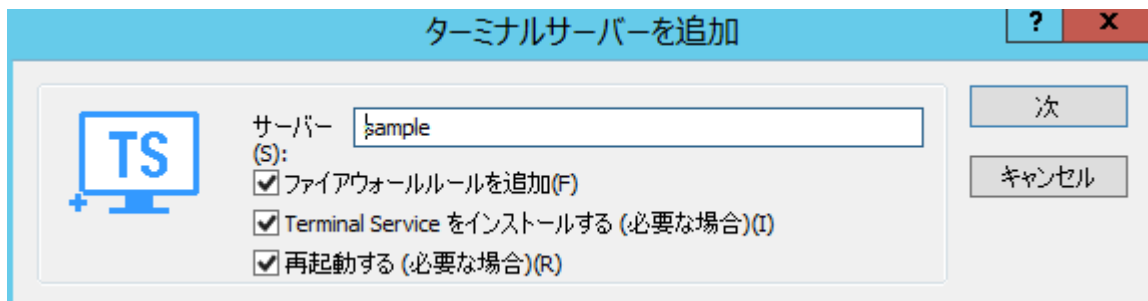 ターミナルサーバーを追加
? x
TS
サーバー
(S):
sample
次
ファイアウォールルールを追加(F)
キャンセル
Terminal Service をインストールする (必要な場合)(I)
再起動する (必要な場合)(R)